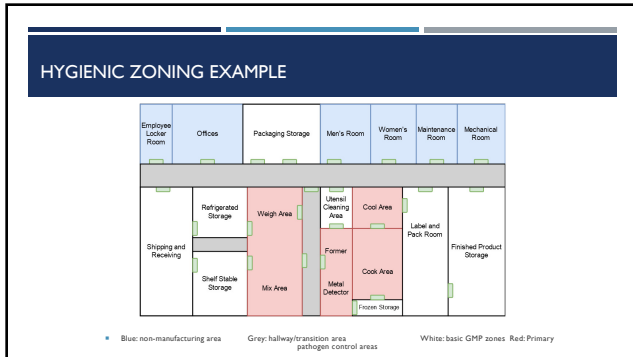 HYGIENIC ZONING EXAMPLE
Employee
Locker
Room
Offices
Packaging Storage
Men's Room
Women's
Room
Maintenance
Room
Mechanical
Room
Shipping and
Receiving
Refrigerated
Storage
Shelf Stable
Storage
Weigh Area
Mix Area
Utensil
Cleaning
Area
Former
Metal
Detector
Cool Area
Cook Area
Frozen Storage
Label and
Pack Room
Finished Product
Storage
Blue: non-manufacturing area Grey: hallway/transition area White: basic GMP zones Red: Primary
pathogen control areas